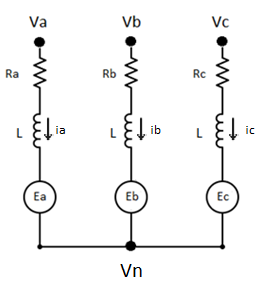 Va Vb Vc
Ra Rb Rc
L ia L ib L ic
Ea Eb Ec
Vn